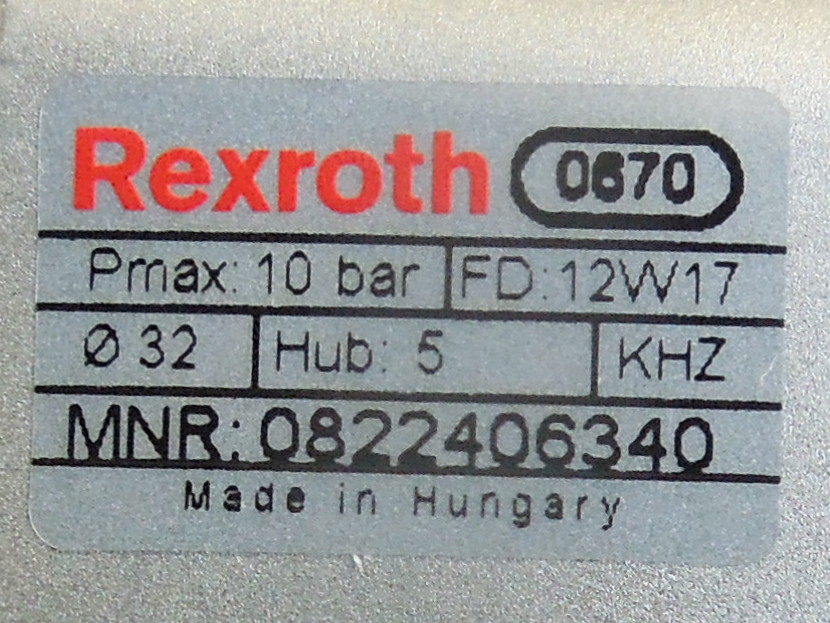 Rexroth 0670
Pmax: 10 bar FD:12W17
Ø 32 Hub: 5 KHZ
MNR: 0822406340
Made in Hungary